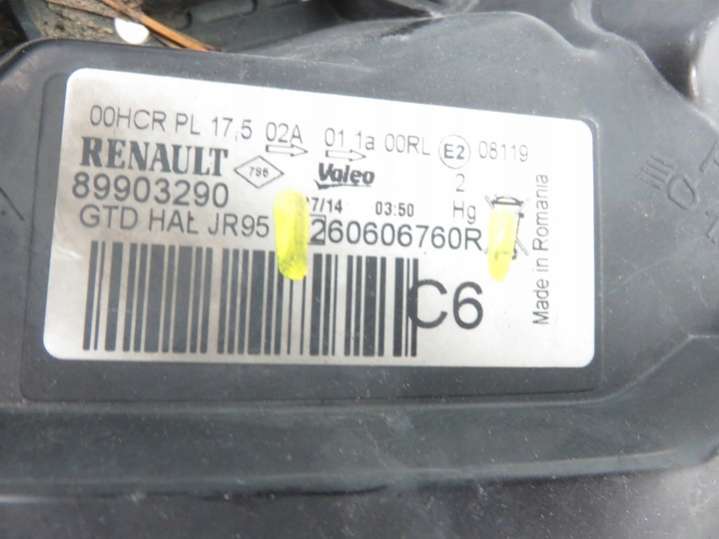 00HCR PL 17,5 02A 01 1a 00RL E2 08119
RENAULT 798 Valeo 2
89903290 7/14 03:50 Hg
GTD HAL JR95 260606760R
C6
Made in Romania